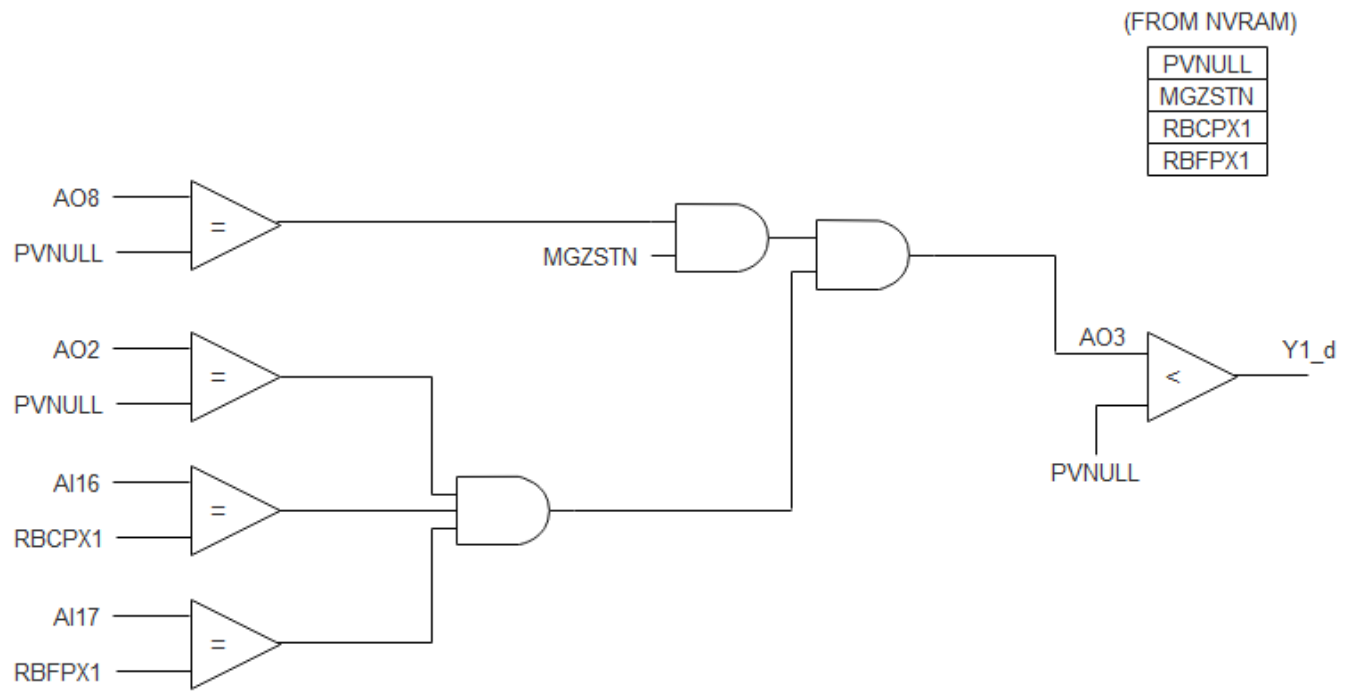 (FROM NVRAM)
PVNULL
MGZSTN
RBCPX1
RBFPX1
AO8
=
PVNULL
MGZSTN
AO2
=
PVNULL
AO3
<
Y1_d
PVNULL
AI16
=
RBCPX1
AI17
=
RBFPX1